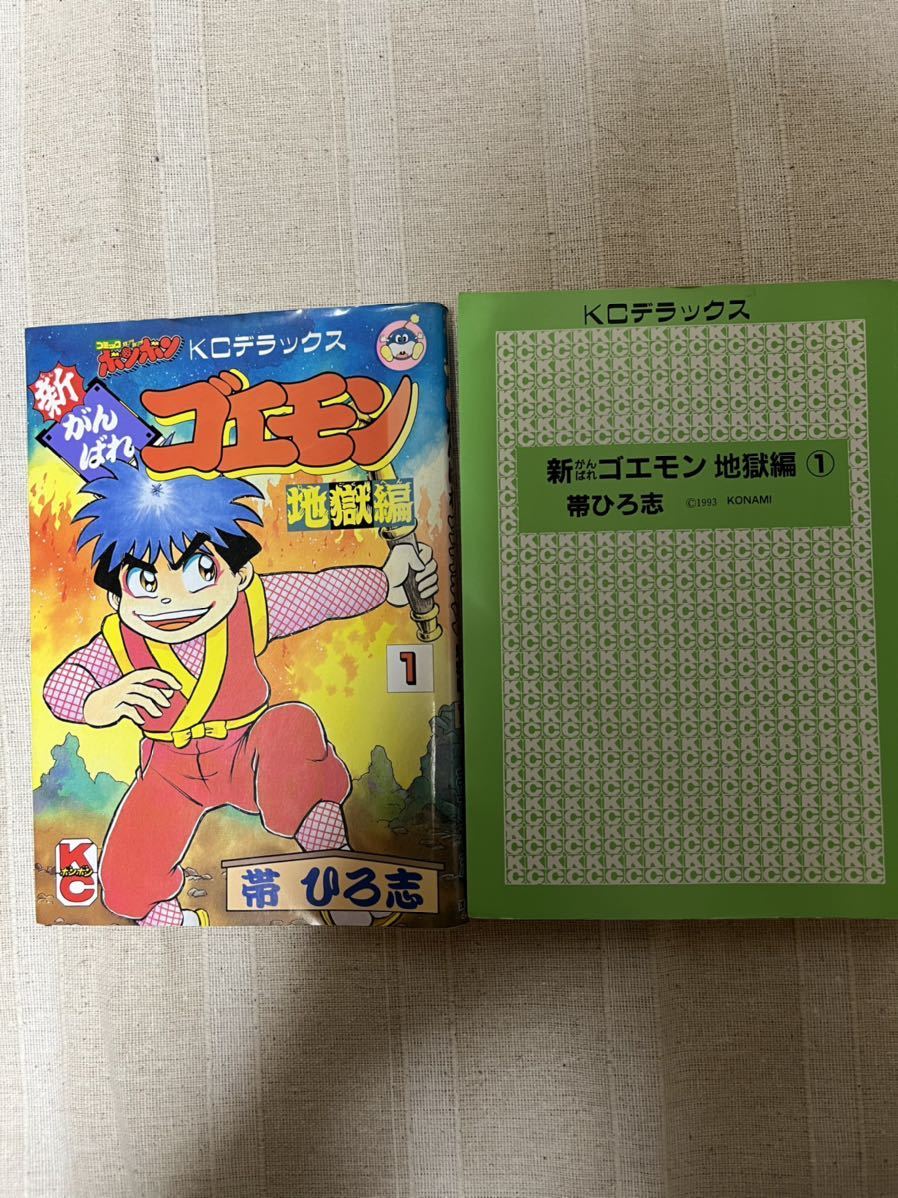 コミック
ボンボン KCデラックス
新
がん
ばれ
ゴエモン
地獄編
1
KC
ボンボン
帯 ひろ志
KCデラックス
新がんばれゴエモン 地獄編 ①
帯ひろ志 ©1993 KONAMI